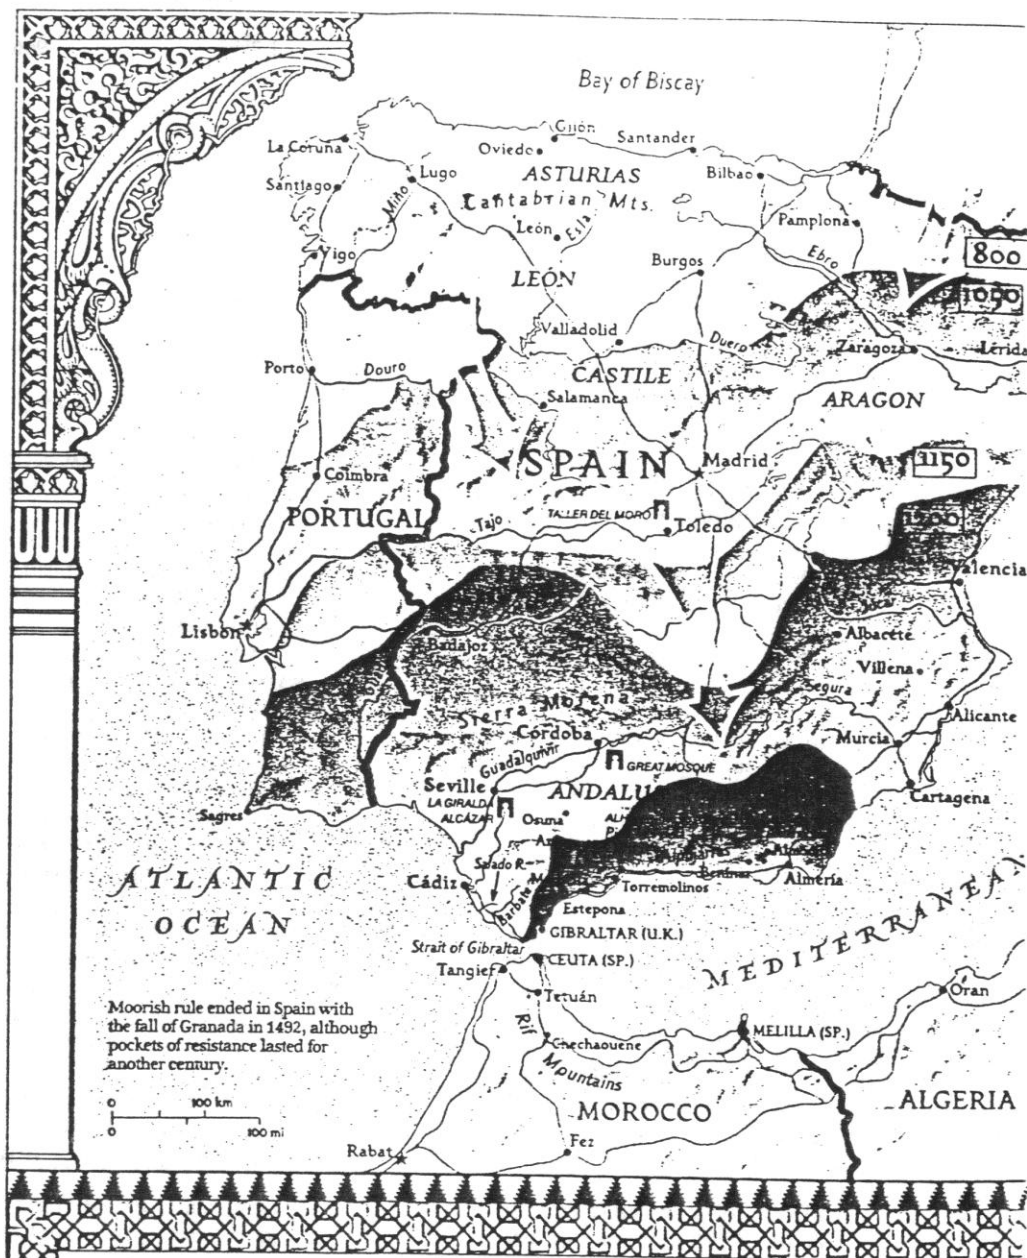 Bay of Biscay
La Coruña
Gijón
Oviedo
Santander
Bilbao
Santiago
Lugo
Miño
ASTURIAS
Cantabrian Mts.
León
Esla
Pamplona
Vigo
LEÓN
Burgos
Ebro
800
1050
Valladolid
Duero
Zaragoza
Lérida
Porto
Douro
CASTILE
Salamanca
ARAGON
Coimbra
SPAIN
Madrid
1150
PORTUGAL
Tajo
TALLER DEL MORO
Toledo
Valencia
Lisbon
Badajoz
Albacete
Villena
Segura
Sierra Morena
Alicante
Córdoba
Murcia
Guadalquivir
GREAT MOSQUE
Seville
LA GIRALDA
ALCÁZAR
Osuna
Cartagena
Sagres
Salado R.
ATLANTIC
OCEAN
Cádiz
Barbate
Torremolinos
Almería
Estepona
GIBRALTAR (U.K.)
Strait of Gibraltar
CEUTA (SP.)
MEDITERRANEAN
Tangier
Tetuán
Oran
Rif
Mountains
Chechaouene
MELILLA (SP.)
Moorish rule ended in Spain with
the fall of Granada in 1492, although
pockets of resistance lasted for
another century.
0 100 km
0 100 mi
MOROCCO
ALGERIA
Rabat
Fez